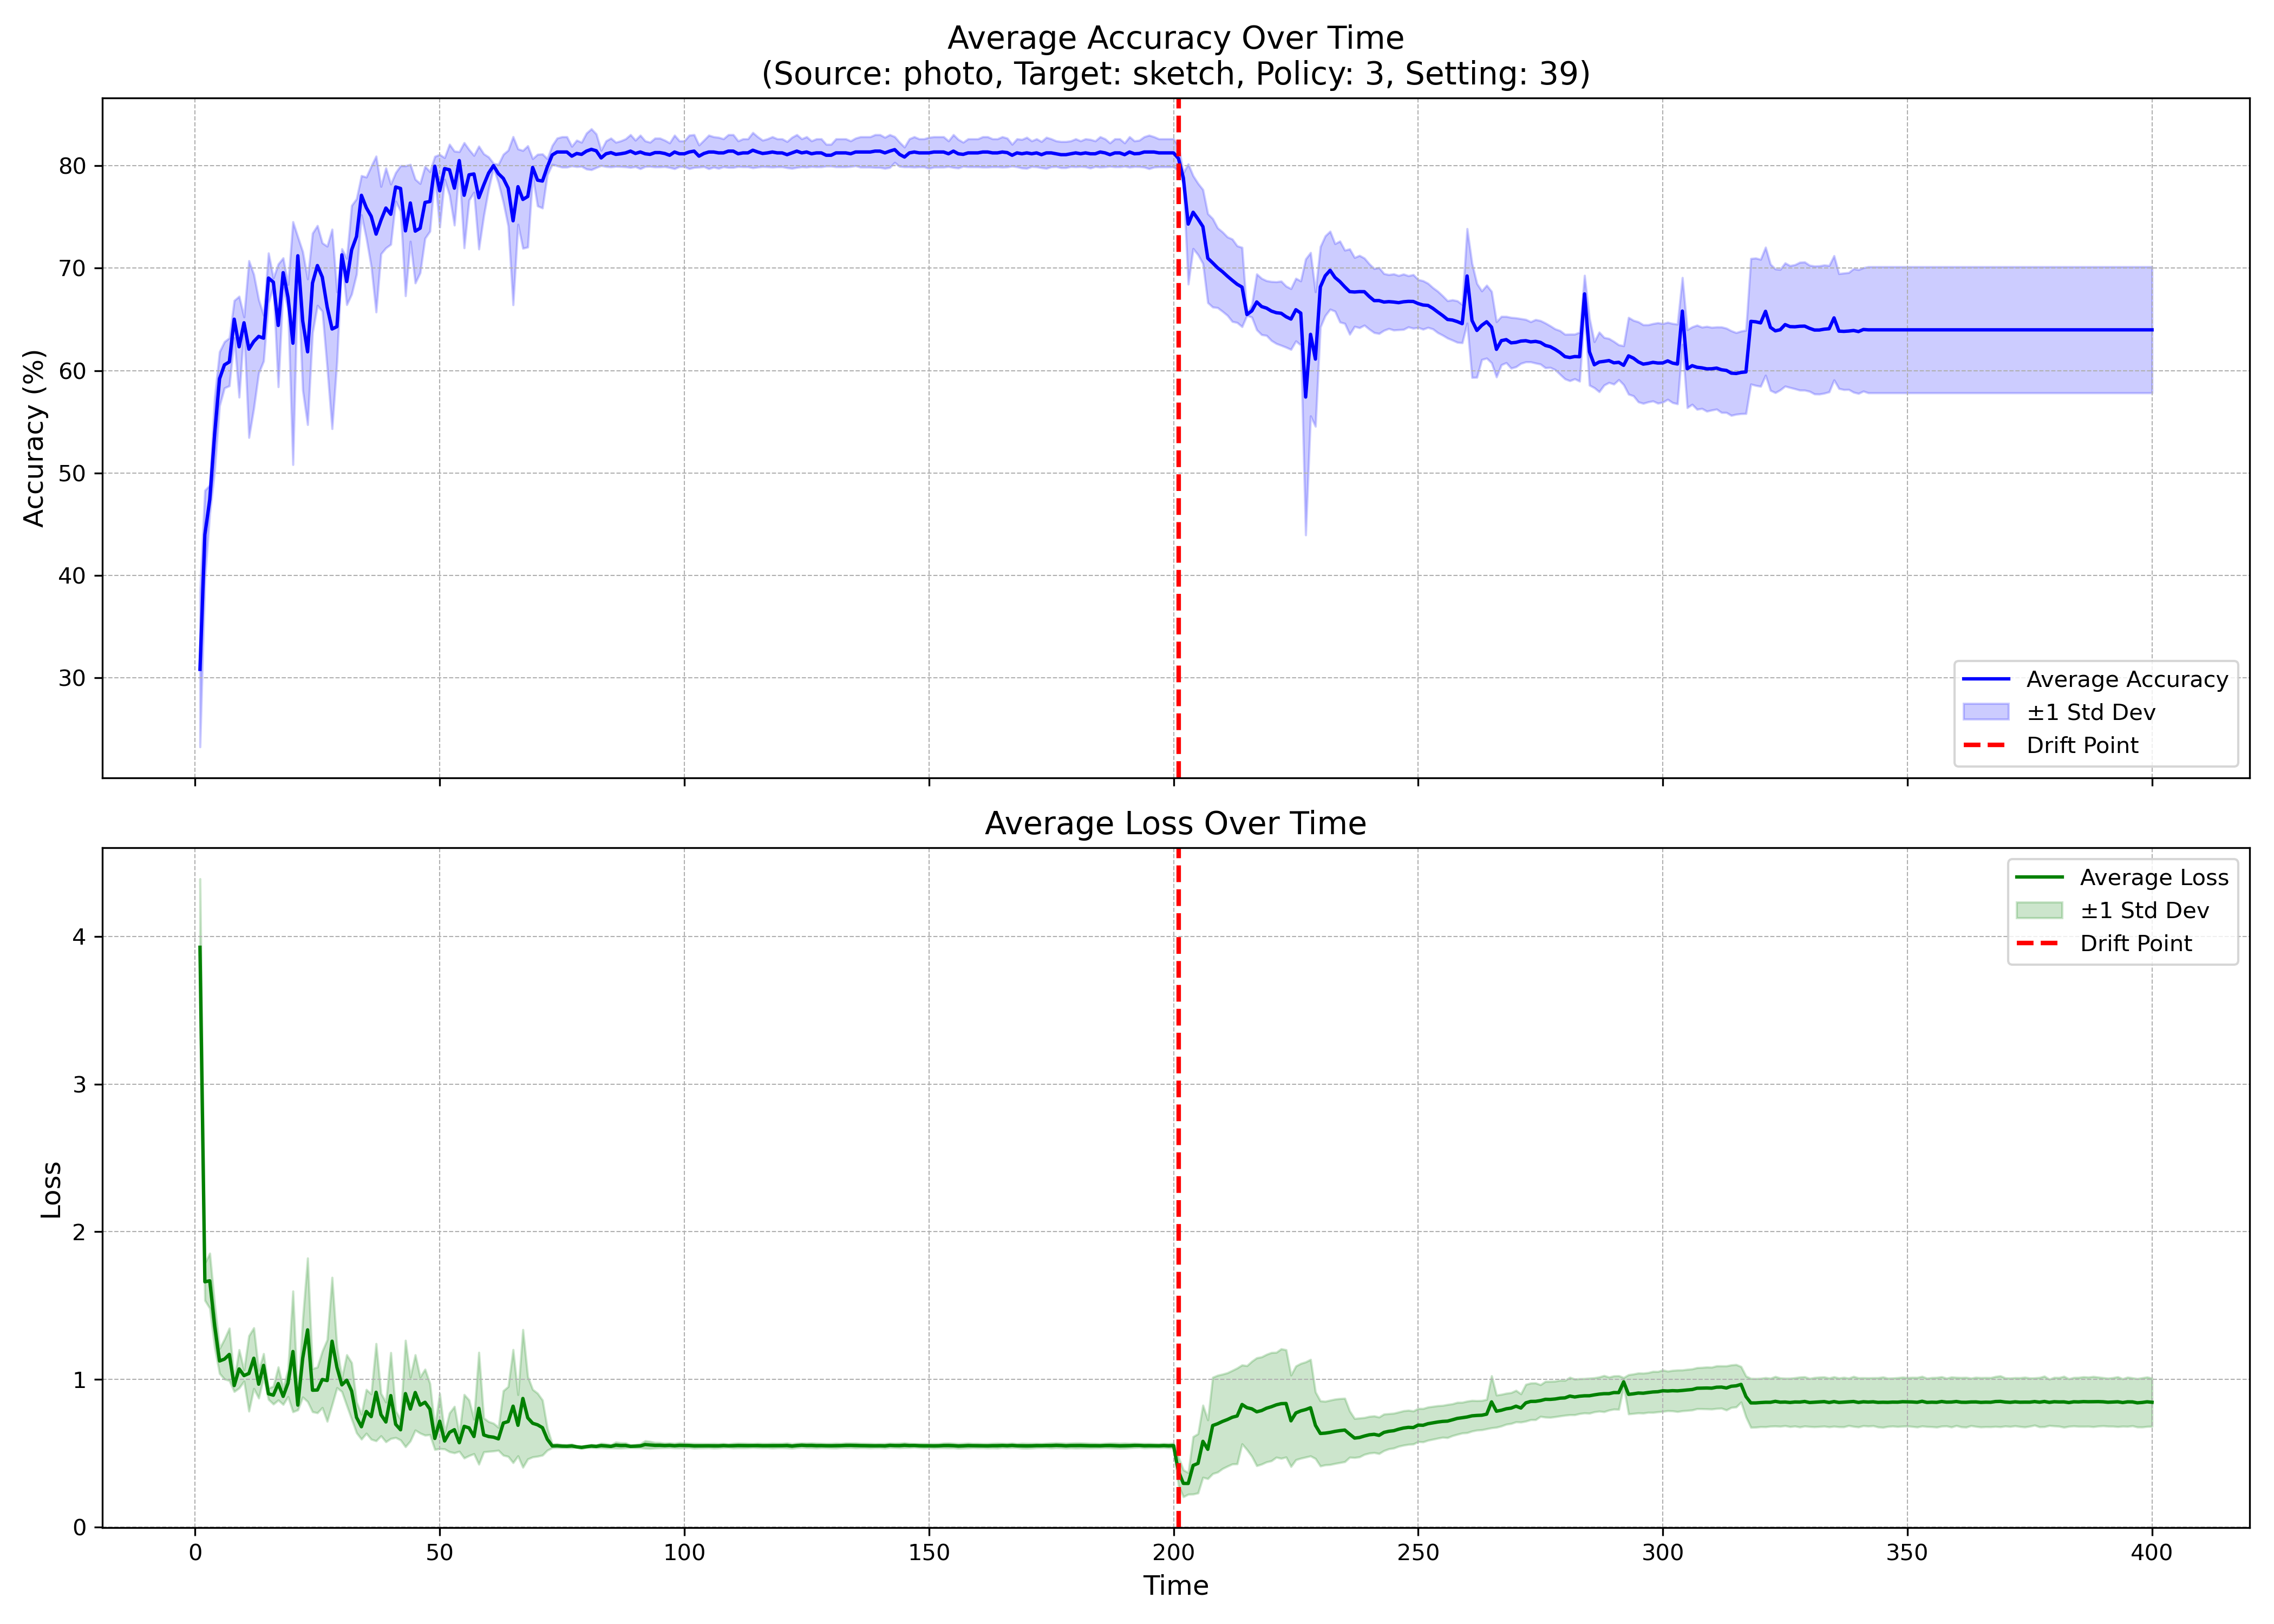 Average Accuracy Over Time
(Source: photo, Target: sketch, Policy: 3, Setting: 39)
Accuracy (%)
80
70
60
50
40
30
Average Accuracy
±1 Std Dev
Drift Point
Average Loss Over Time
Loss
4
3
2
1
0
Average Loss
±1 Std Dev
Drift Point
0 50 100 150 200 250 300 350 400
Time